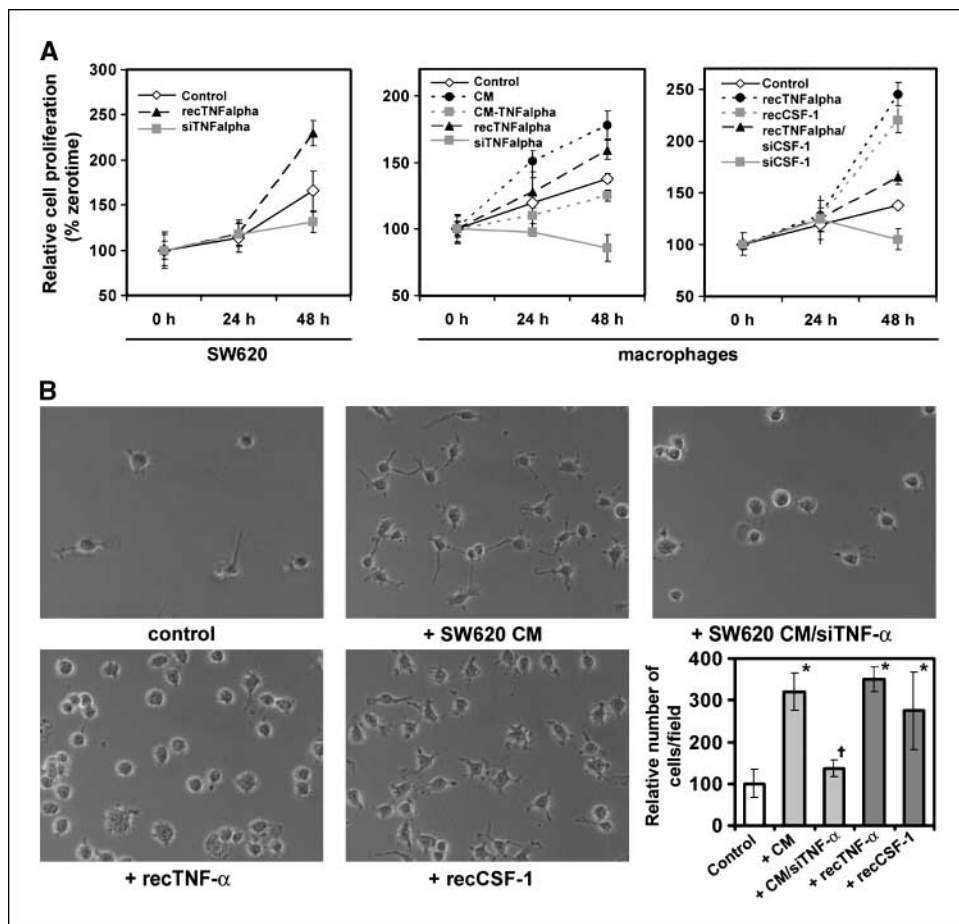 A
Relative cell proliferation
(% zerotime)
300
250
200
150
100
50
Control
recTNFalpha
siTNFalpha
0 h 24 h 48 h
SW620
200
150
100
50
Control
CM
CM-TNFalpha
recTNFalpha
siTNFalpha
0 h 24 h 48 h
250
200
150
100
50
Control
recTNFalpha
recCSF-1
recTNFalpha/
siCSF-1
siCSF-1
0 h 24 h 48 h
macrophages
B
control
+ SW620 CM
+ SW620 CM/siTNF-α
+ recTNF-α
+ recCSF-1
Relative number of
cells/field
400
300
200
100
0
* † * *
Control
+ CM
+ CM/siTNF-α
+ recTNF-α
+ recCSF-1